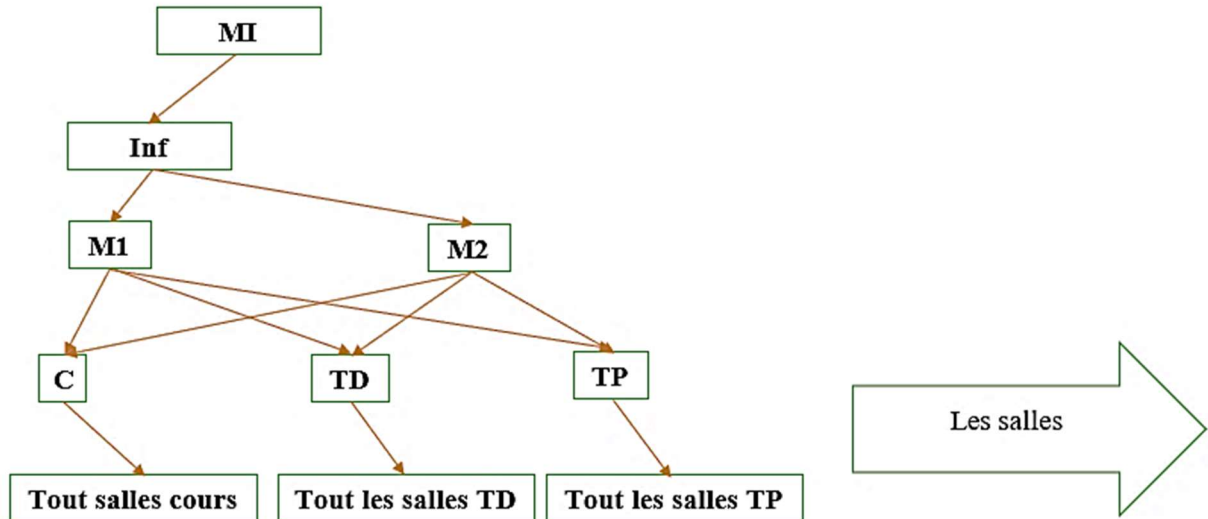 MI
Inf
M1
M2
C
TD
TP
Les salles
Tout salles cours
Tout les salles TD
Tout les salles TP